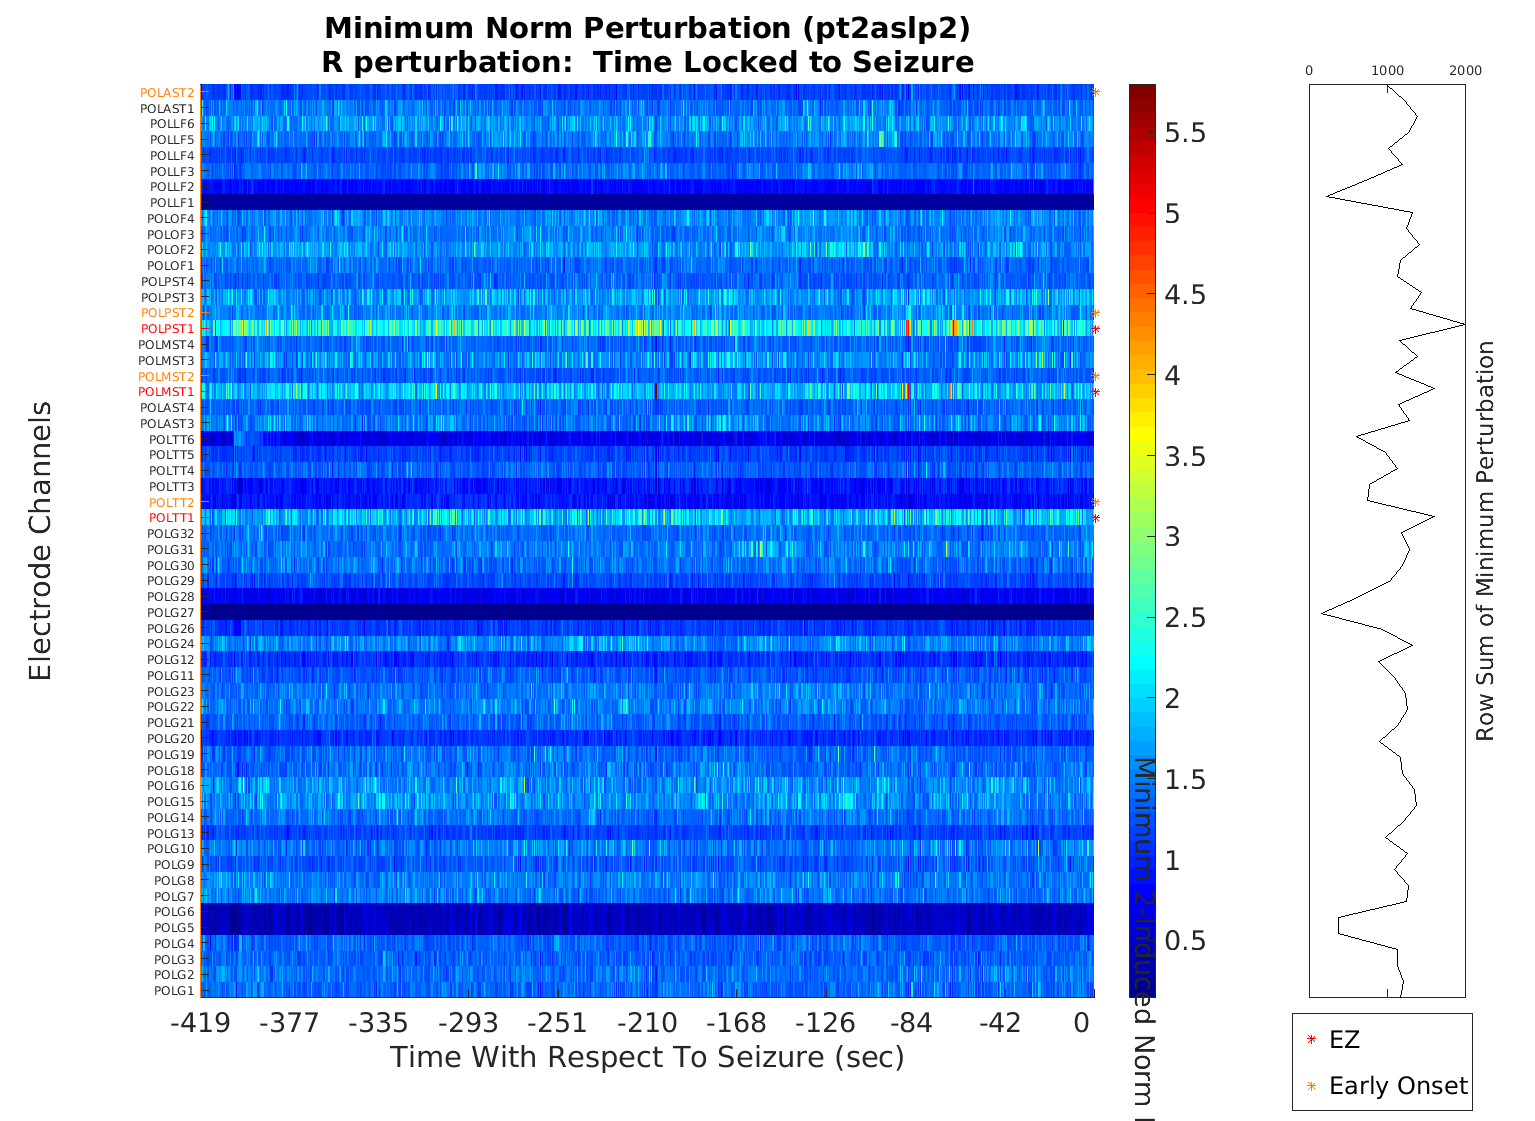 Minimum Norm Perturbation (pt2aslp2)
R perturbation: Time Locked to Seizure
Electrode Channels
POLAST2
POLAST1
POLLF6
POLLF5
POLLF4
POLLF3
POLLF2
POLLF1
POLOF4
POLOF3
POLOF2
POLOF1
POLPST4
POLPST3
POLPST2
POLPST1
POLMST4
POLMST3
POLMST2
POLMST1
POLAST4
POLAST3
POLTT6
POLTT5
POLTT4
POLTT3
POLTT2
POLTT1
POLG32
POLG31
POLG30
POLG29
POLG28
POLG27
POLG26
POLG24
POLG12
POLG11
POLG23
POLG22
POLG21
POLG20
POLG19
POLG18
POLG16
POLG15
POLG14
POLG13
POLG10
POLG9
POLG8
POLG7
POLG6
POLG5
POLG4
POLG3
POLG2
POLG1
-419 -377 -335 -293 -251 -210 -168 -126 -84 -42 0
Time With Respect To Seizure (sec)
5.5
5
4.5
4
3.5
3
2.5
2
1.5
1
0.5
Minimum 2-Induced Norm
0 1000 2000
Row Sum of Minimum Perturbation
EZ
Early Onset